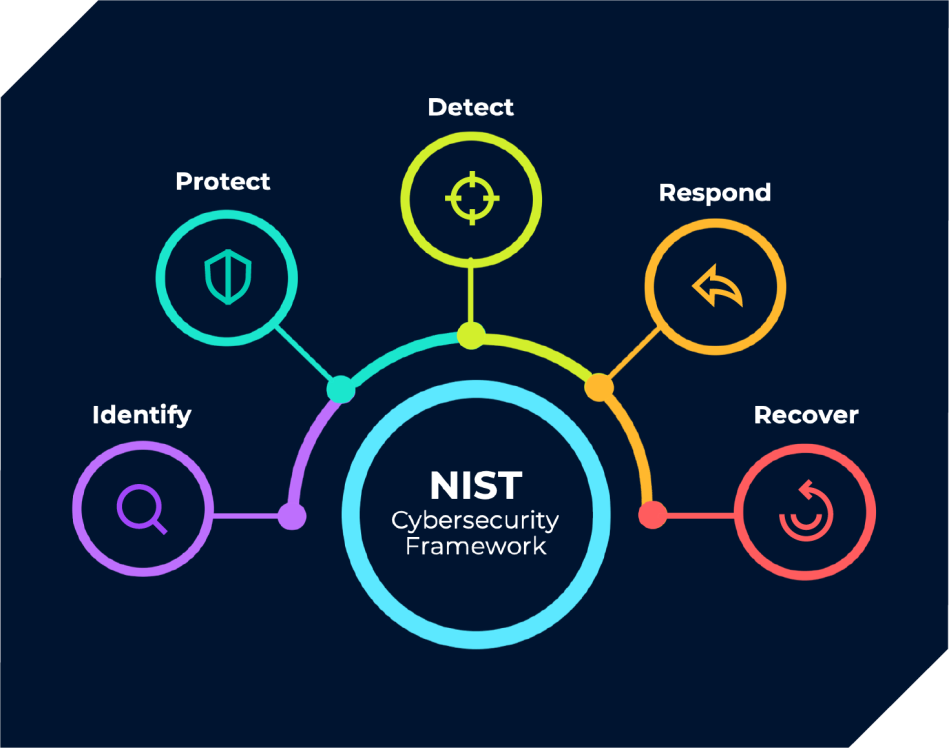 Detect
Protect
Respond
Identify
Recover
NIST
Cybersecurity
Framework